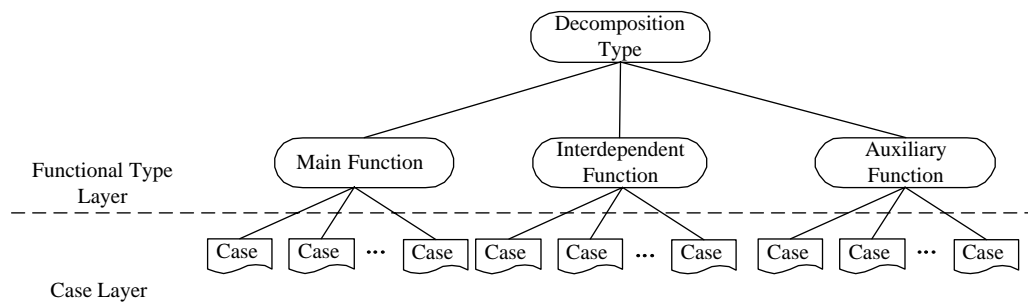 Decomposition
Type
Main Function
Interdependent
Function
Auxiliary
Function
Functional Type
Layer
Case
Case
...
Case
Case
Case
...
Case
Case
Case
...
Case
Case Layer